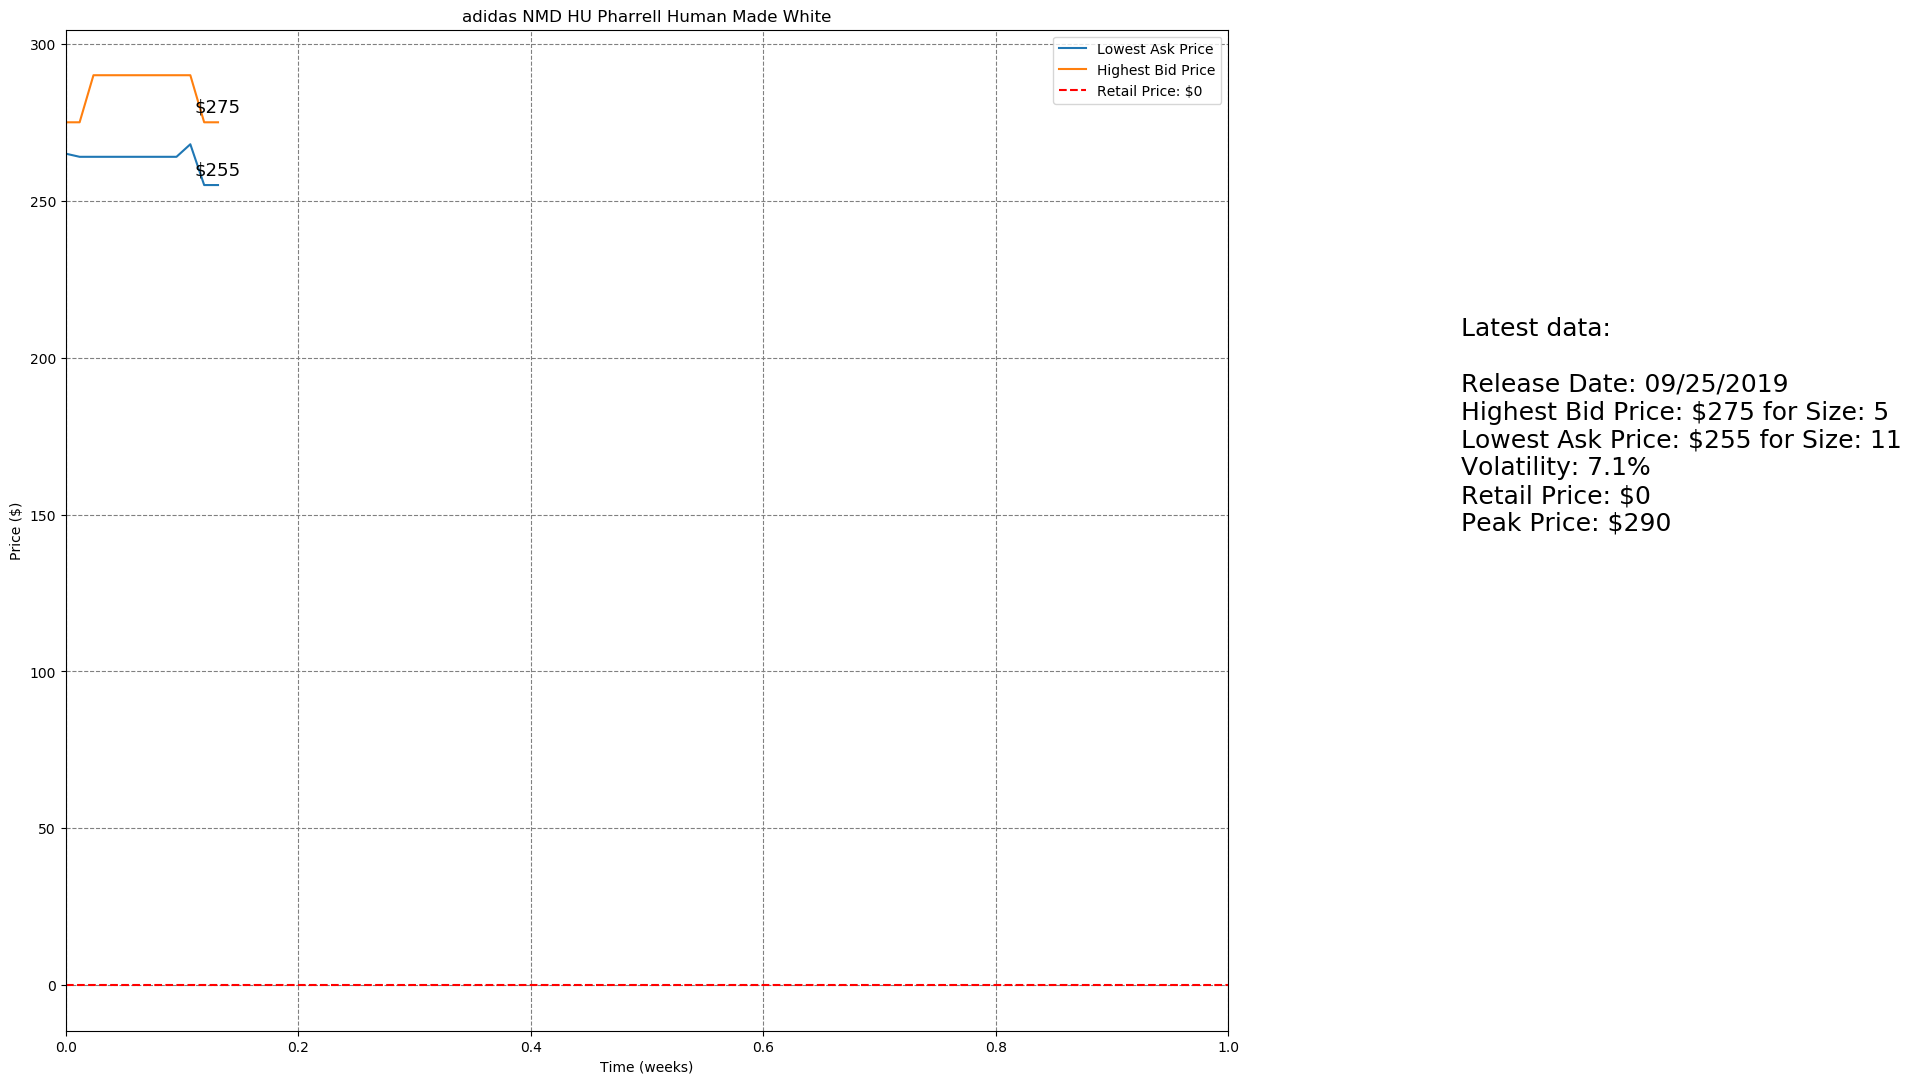 adidas NMD HU Pharrell Human Made White
Lowest Ask Price
Highest Bid Price
Retail Price: $0
$275
$255
300
250
200
150
100
50
0
Price ($)
0.0 0.2 0.4 0.6 0.8 1.0
Time (weeks)
Latest data:
Release Date: 09/25/2019
Highest Bid Price: $275 for Size: 5
Lowest Ask Price: $255 for Size: 11
Volatility: 7.1%
Retail Price: $0
Peak Price: $290